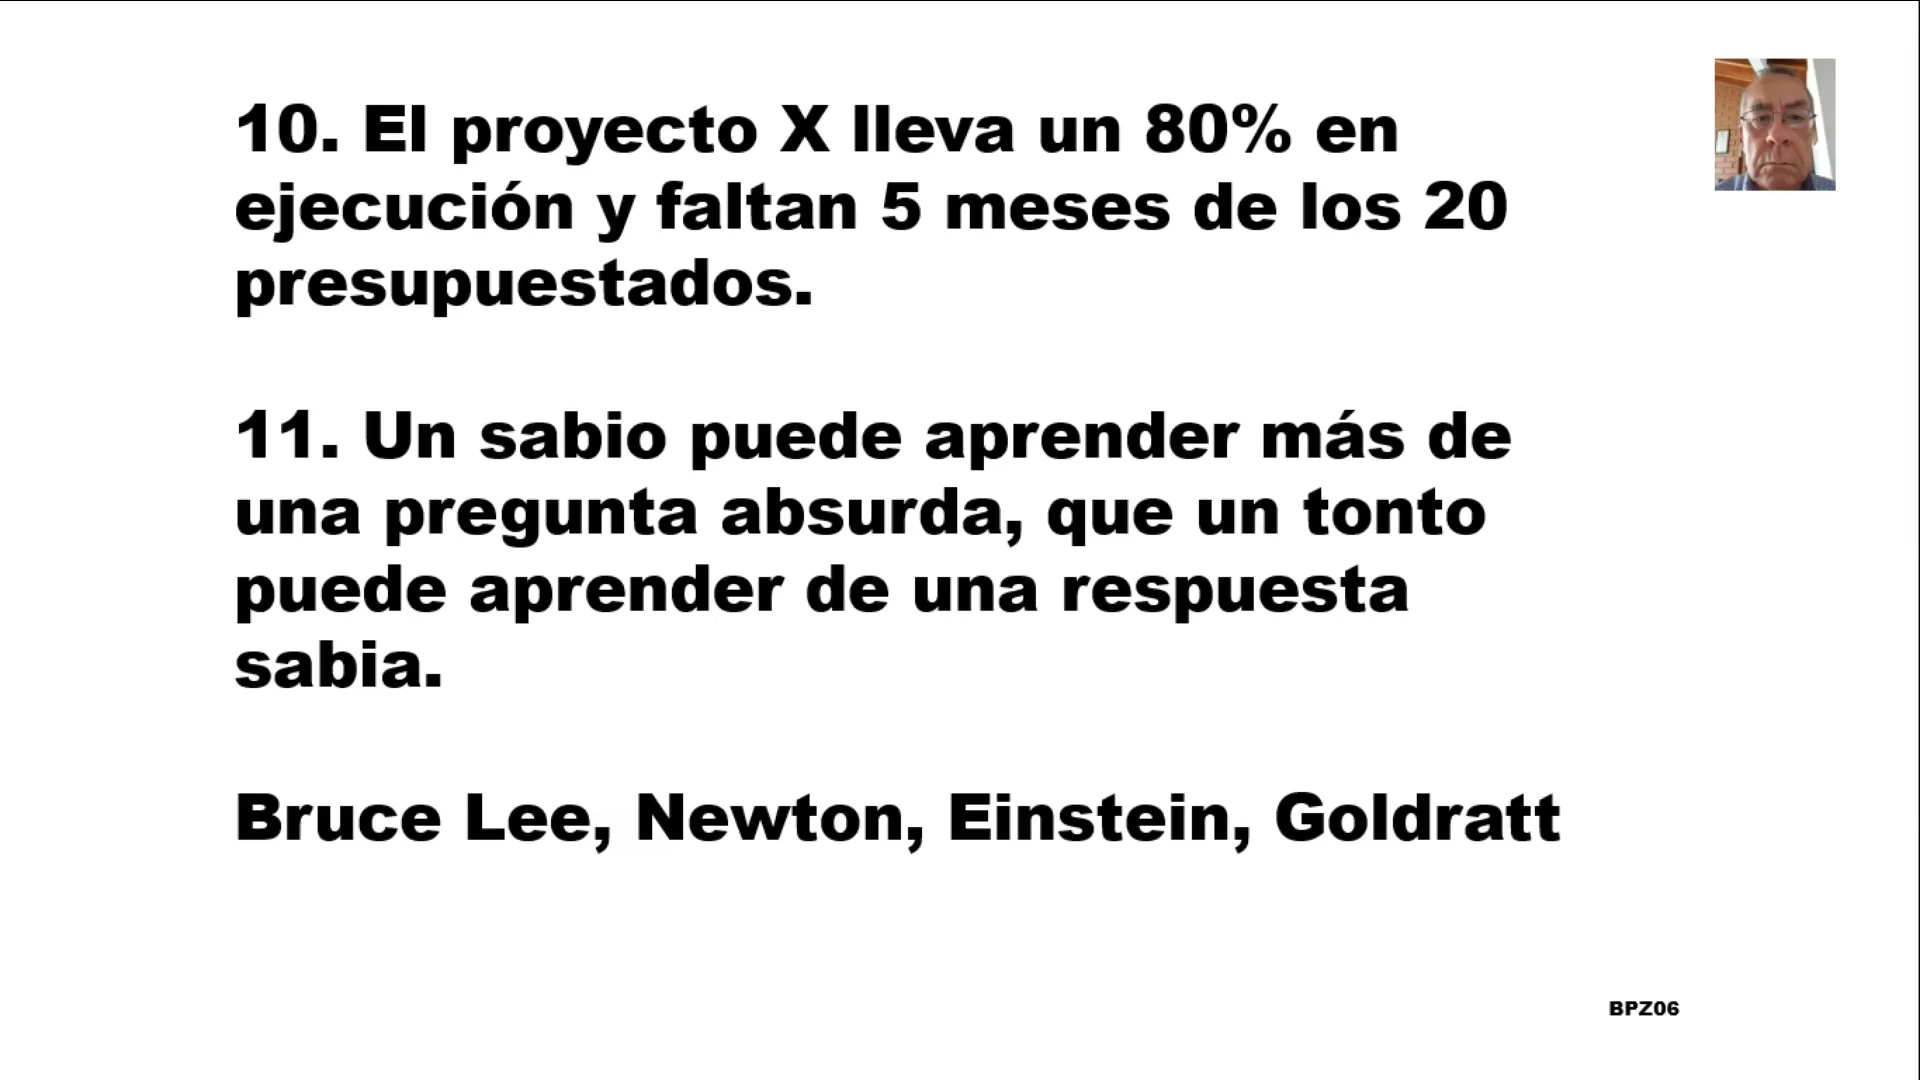 10. El proyecto X lleva un 80% en
ejecución y faltan 5 meses de los 20
presupuestados.
11. Un sabio puede aprender más de
una pregunta absurda, que un tonto
puede aprender de una respuesta
sabia.
Bruce Lee, Newton, Einstein, Goldratt
BPZ06